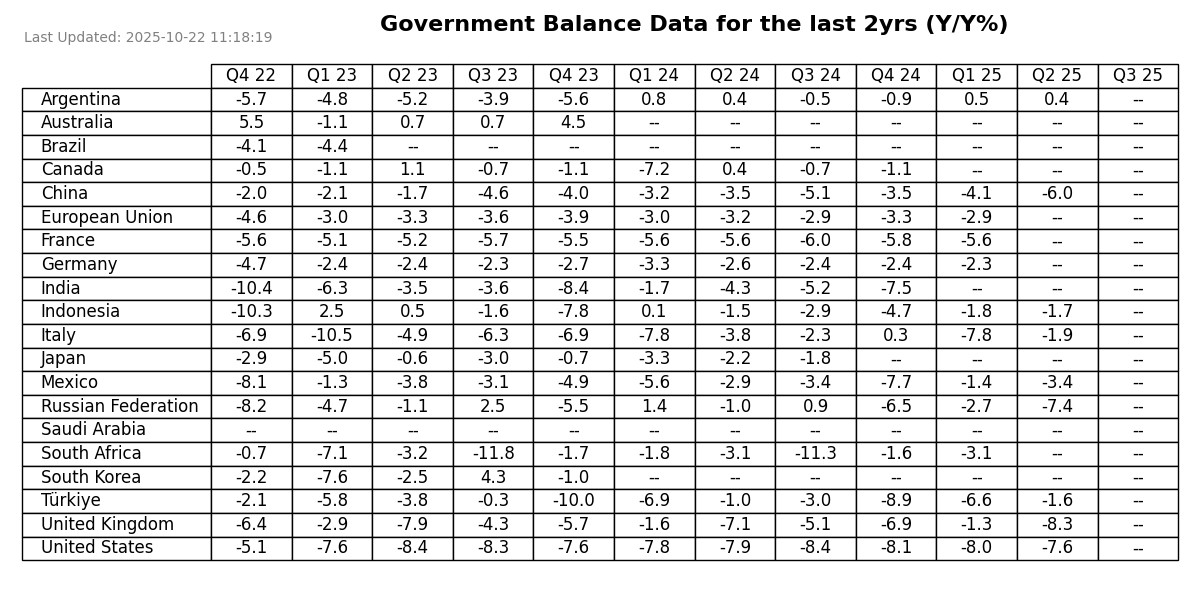 Government Balance Data for the last 2yrs (Y/Y%)
Last Updated: 2025-10-22 11:18:19
Q4 22 Q1 23 Q2 23 Q3 23 Q4 23 Q1 24 Q2 24 Q3 24 Q4 24 Q1 25 Q2 25 Q3 25
Argentina -5.7 -4.8 -5.2 -3.9 -5.6 0.8 0.4 -0.5 -0.9 0.5 0.4 --
Australia 5.5 -1.1 0.7 0.7 4.5 -- -- -- -- -- -- --
Brazil -4.1 -4.4 -- -- -- -- -- -- -- -- -- --
Canada -0.5 -1.1 1.1 -0.7 -1.1 -7.2 0.4 -0.7 -1.1 -- -- --
China -2.0 -2.1 -1.7 -4.6 -4.0 -3.2 -3.5 -5.1 -3.5 -4.1 -6.0 --
European Union -4.6 -3.0 -3.3 -3.6 -3.9 -3.0 -3.2 -2.9 -3.3 -2.9 -- --
France -5.6 -5.1 -5.2 -5.7 -5.5 -5.6 -5.6 -6.0 -5.8 -5.6 -- --
Germany -4.7 -2.4 -2.4 -2.3 -2.7 -3.3 -2.6 -2.4 -2.4 -2.3 -- --
India -10.4 -6.3 -3.5 -3.6 -8.4 -1.7 -4.3 -5.2 -7.5 -- -- --
Indonesia -10.3 2.5 0.5 -1.6 -7.8 0.1 -1.5 -2.9 -4.7 -1.8 -1.7 --
Italy -6.9 -10.5 -4.9 -6.3 -6.9 -7.8 -3.8 -2.3 0.3 -7.8 -1.9 --
Japan -2.9 -5.0 -0.6 -3.0 -0.7 -3.3 -2.2 -1.8 -- -- -- --
Mexico -8.1 -1.3 -3.8 -3.1 -4.9 -5.6 -2.9 -3.4 -7.7 -1.4 -3.4 --
Russian Federation -8.2 -4.7 -1.1 2.5 -5.5 1.4 -1.0 0.9 -6.5 -2.7 -7.4 --
Saudi Arabia -- -- -- -- -- -- -- -- -- -- -- --
South Africa -0.7 -7.1 -3.2 -11.8 -1.7 -1.8 -3.1 -11.3 -1.6 -3.1 -- --
South Korea -2.2 -7.6 -2.5 4.3 -1.0 -- -- -- -- -- -- --
Türkiye -2.1 -5.8 -3.8 -0.3 -10.0 -6.9 -1.0 -3.0 -8.9 -6.6 -1.6 --
United Kingdom -6.4 -2.9 -7.9 -4.3 -5.7 -1.6 -7.1 -5.1 -6.9 -1.3 -8.3 --
United States -5.1 -7.6 -8.4 -8.3 -7.6 -7.8 -7.9 -8.4 -8.1 -8.0 -7.6 --